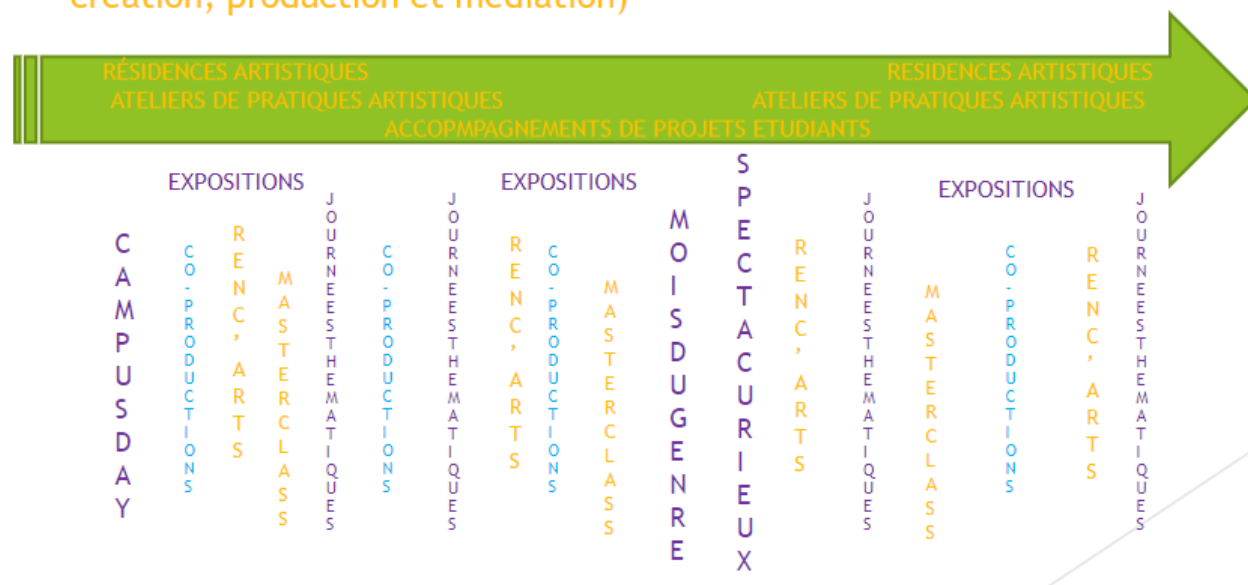 création, production et médiation)
RÉSIDENCES ARTISTIQUES
RESIDENCES ARTISTIQUES
ATELIERS DE PRATIQUES ARTISTIQUES
ATELIERS DE PRATIQUES ARTISTIQUES
ACCOPMPAGNEMENTS DE PROJETS ETUDIANTS
EXPOSITIONS
EXPOSITIONS
EXPOSITIONS
CAMPUSDAY
CO-PRODUCTIONS
RENC'ARTS
MASTERCLASS
JOURNEESTHEMATIQUES
CO-PRODUCTIONS
JOURNEESTHEMATIQUES
RENC'ARTS
CO-PRODUCTIONS
MASTERCLASS
MOISDUGENRE
SPECTACURIEUX
RENC'ARTS
JOURNEESTHEMATIQUES
MASTERCLASS
CO-PRODUCTIONS
RENC'ARTS
JOURNEESTHEMATIQUES